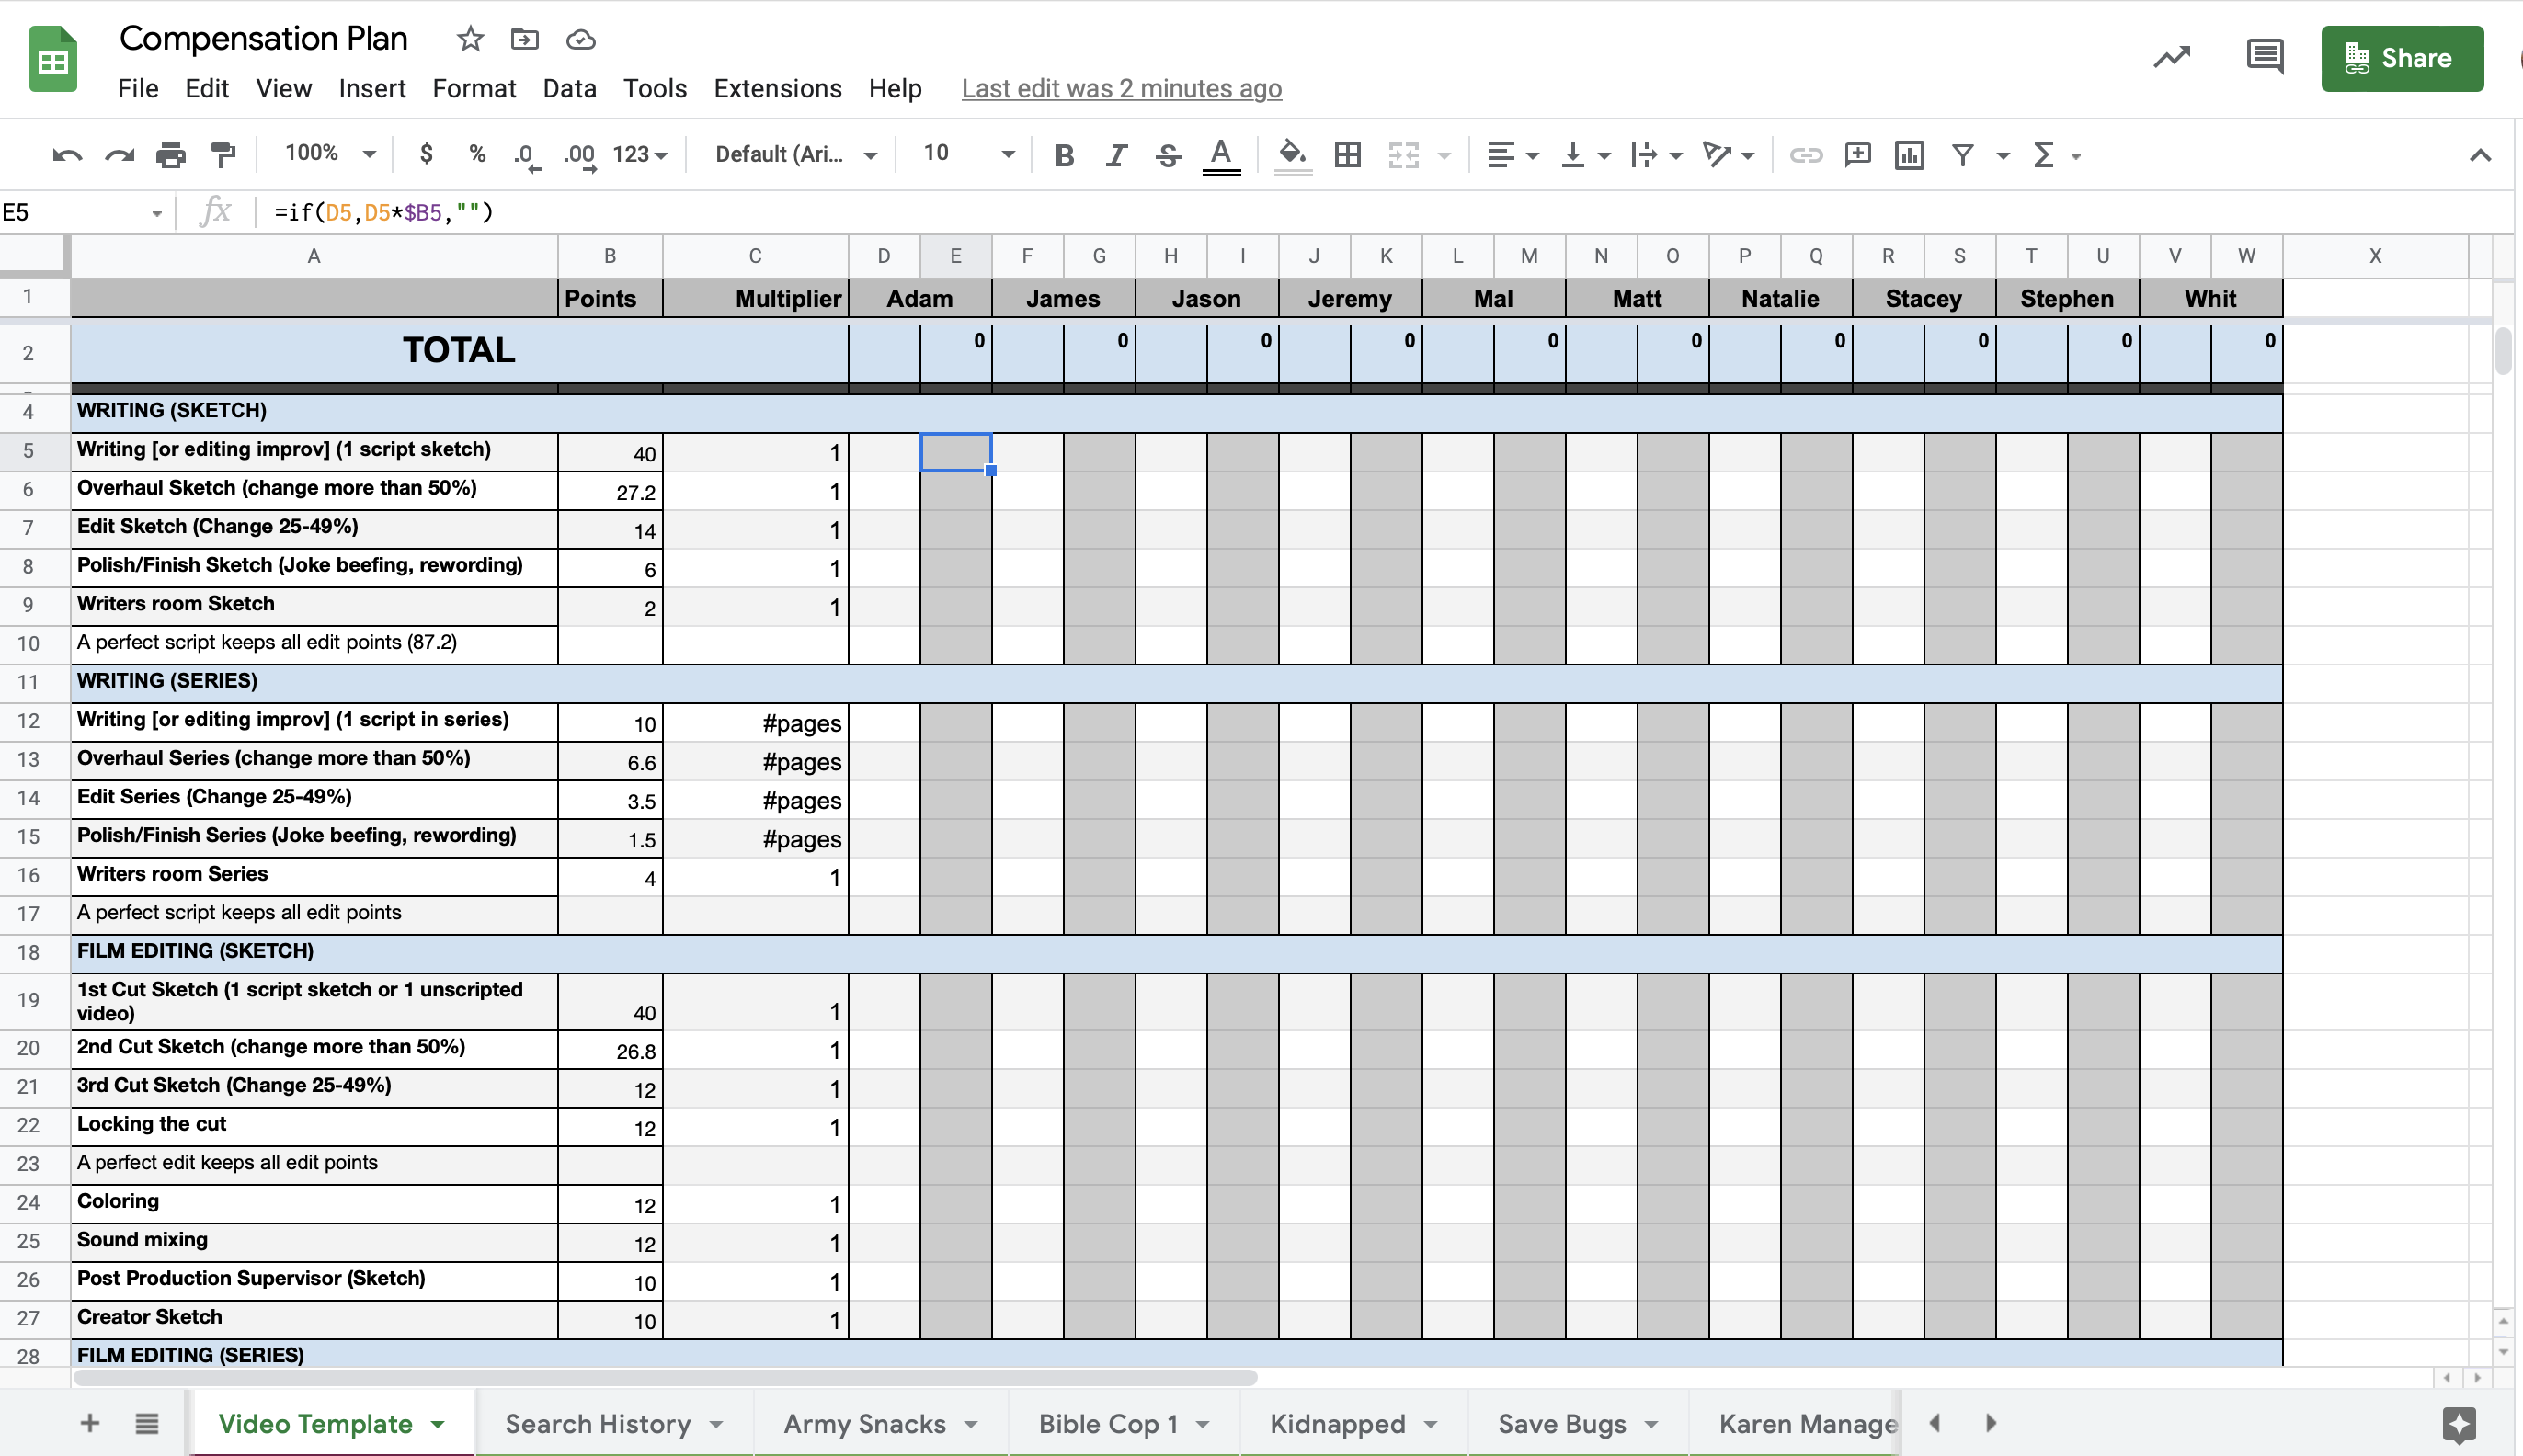 Compensation Plan
Share
File Edit View Insert Format Data Tools Extensions Help Last edit was 2 minutes ago
100% $ % .0 .00 123 Default (Ari... 10 B I S A
E5 fx =if(D5,D5*$B5,"")
A B C D E F G H I J K L M N O P Q R S T U V W X
1 Points Multiplier Adam James Jason Jeremy Mal Matt Natalie Stacey Stephen Whit
2 TOTAL 0 0 0 0 0 0 0 0 0 0
4 WRITING (SKETCH)
5 Writing [or editing improv] (1 script sketch) 40 1
6 Overhaul Sketch (change more than 50%) 27.2 1
7 Edit Sketch (Change 25-49%) 14 1
8 Polish/Finish Sketch (Joke beefing, rewording) 6 1
9 Writers room Sketch 2 1
10 A perfect script keeps all edit points (87.2)
11 WRITING (SERIES)
12 Writing [or editing improv] (1 script in series) 10 #pages
13 Overhaul Series (change more than 50%) 6.6 #pages
14 Edit Series (Change 25-49%) 3.5 #pages
15 Polish/Finish Series (Joke beefing, rewording) 1.5 #pages
16 Writers room Series 4 1
17 A perfect script keeps all edit points
18 FILM EDITING (SKETCH)
19 1st Cut Sketch (1 script sketch or 1 unscripted
video) 40 1
20 2nd Cut Sketch (change more than 50%) 26.8 1
21 3rd Cut Sketch (Change 25-49%) 12 1
22 Locking the cut 12 1
23 A perfect edit keeps all edit points
24 Coloring 12 1
25 Sound mixing 12 1
26 Post Production Supervisor (Sketch) 10 1
27 Creator Sketch 10 1
28 FILM EDITING (SERIES)
Video Template Search History Army Snacks Bible Cop 1 Kidnapped Save Bugs Karen Manage